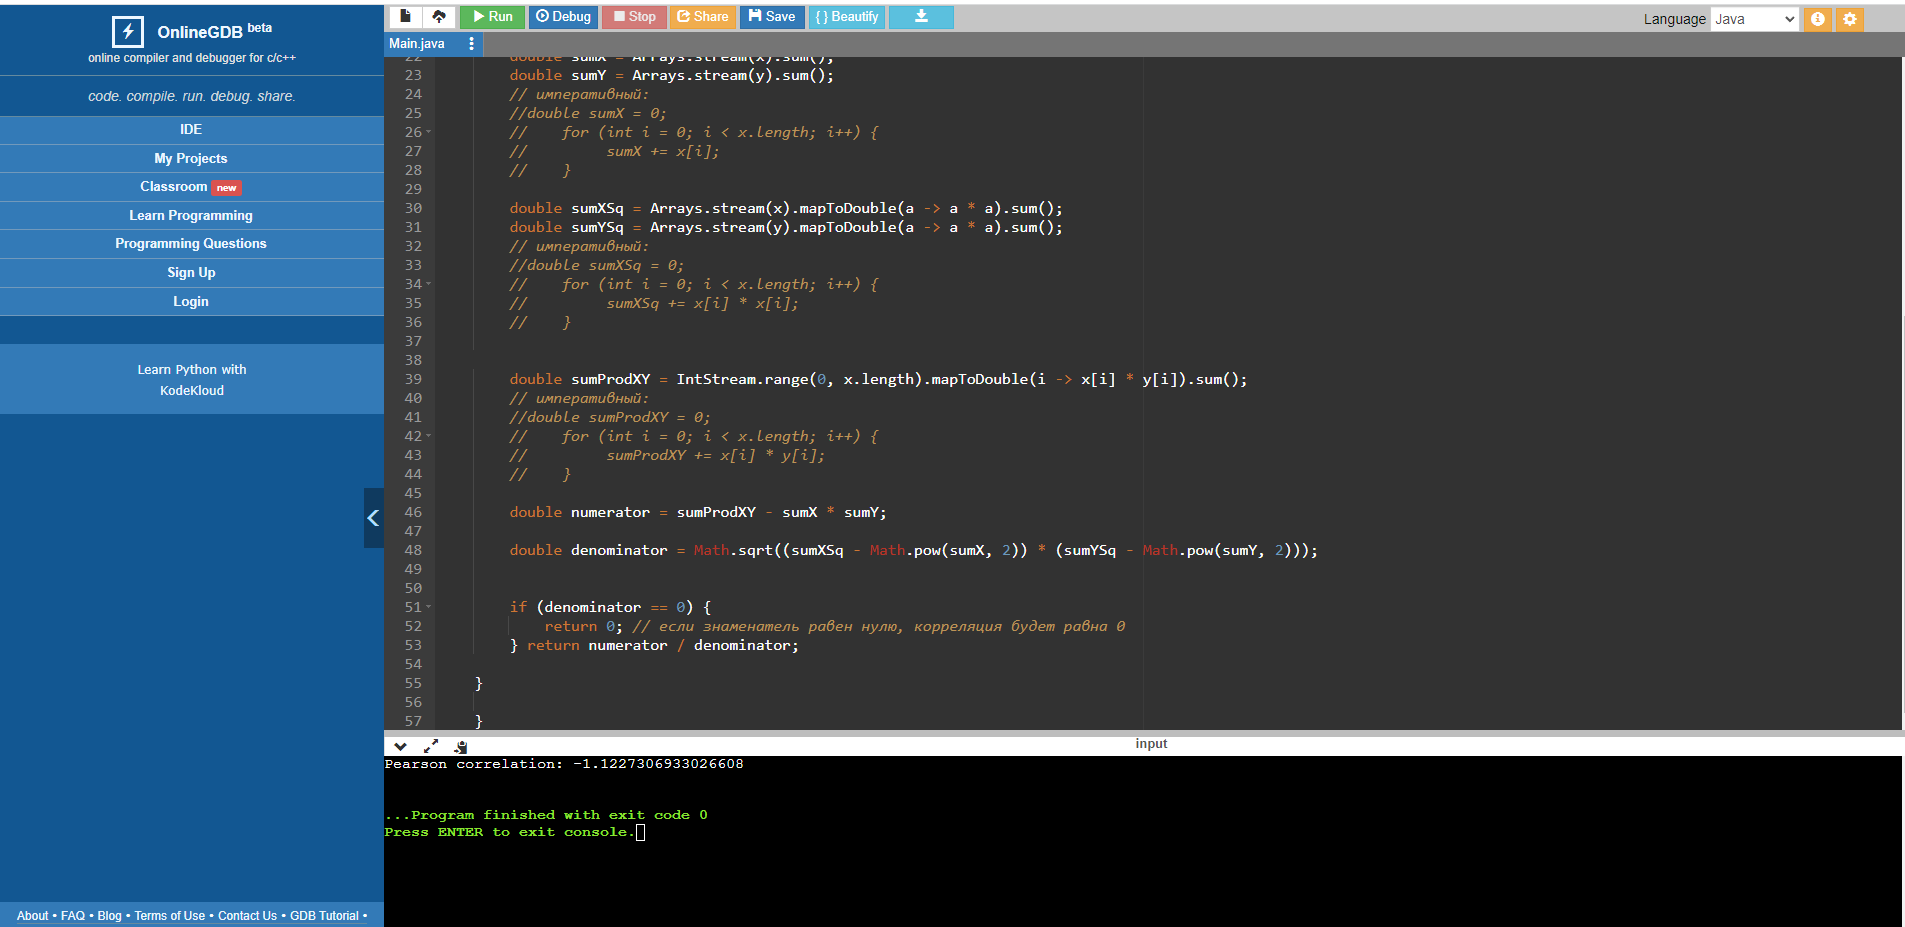 OnlineGDB beta
online compiler and debugger for c/c++
code. compile. run. debug. share.
IDE
My Projects
Classroom new
Learn Programming
Programming Questions
Sign Up
Login
Learn Python with
KodeKloud
About • FAQ • Blog • Terms of Use • Contact Us • GDB Tutorial •
Run Debug Stop Share Save { } Beautify
Language Java
Main.java
22 double sumX = Arrays.stream(x).sum();
23 double sumY = Arrays.stream(y).sum();
24 // императивный:
25 //double sumX = 0;
26 // for (int i = 0; i < x.length; i++) {
27 // sumX += x[i];
28 // }
29
30 double sumXSq = Arrays.stream(x).mapToDouble(a -> a * a).sum();
31 double sumYSq = Arrays.stream(y).mapToDouble(a -> a * a).sum();
32 // императивный:
33 //double sumXSq = 0;
34 // for (int i = 0; i < x.length; i++) {
35 // sumXSq += x[i] * x[i];
36 // }
37
38
39 double sumProdXY = IntStream.range(0, x.length).mapToDouble(i -> x[i] * y[i]).sum();
40 // императивный:
41 //double sumProdXY = 0;
42 // for (int i = 0; i < x.length; i++) {
43 // sumProdXY += x[i] * y[i];
44 // }
45
46 double numerator = sumProdXY - sumX * sumY;
47
48 double denominator = Math.sqrt((sumXSq - Math.pow(sumX, 2)) * (sumYSq - Math.pow(sumY, 2)));
49
50
51 if (denominator == 0) {
52 return 0; // если знаменатель равен нулю, корреляция будет равна 0
53 } return numerator / denominator;
54
55 }
56
57 }
input
Pearson correlation: -1.1227306933026608
...Program finished with exit code 0
Press ENTER to exit console.